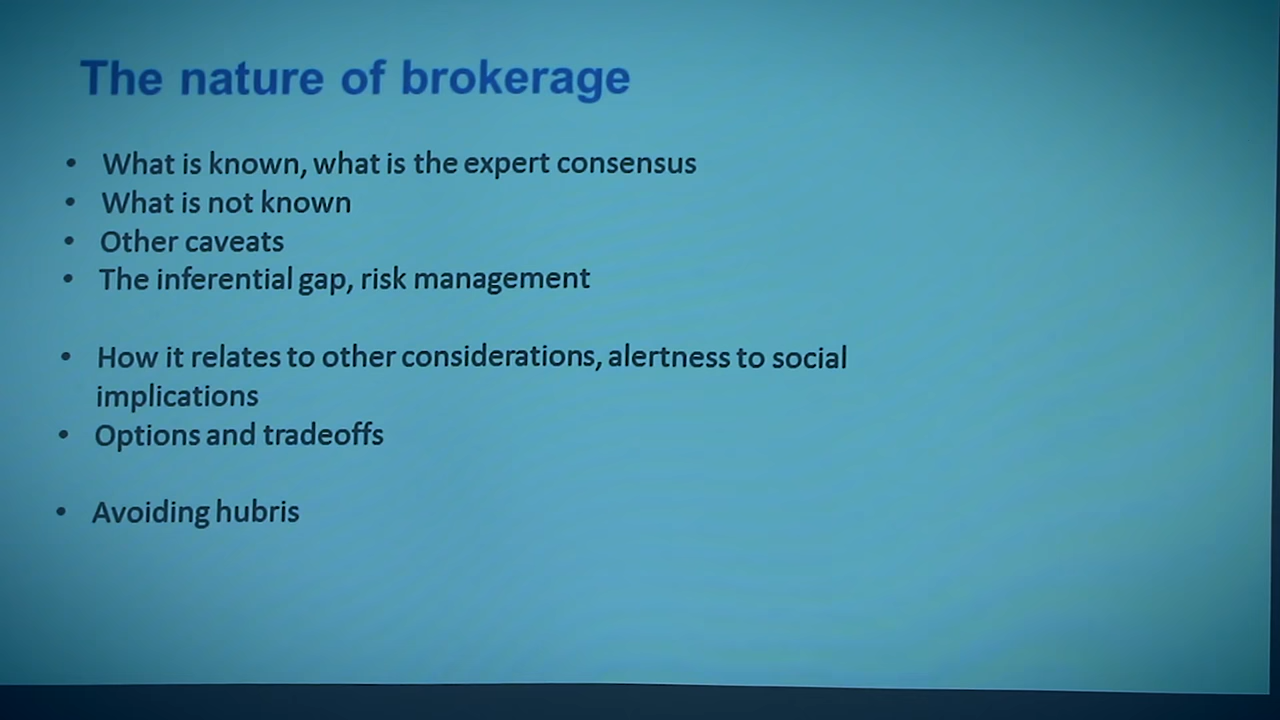 The nature of brokerage
• What is known, what is the expert consensus
• What is not known
• Other caveats
• The inferential gap, risk management
• How it relates to other considerations, alertness to social
implications
• Options and tradeoffs
• Avoiding hubris